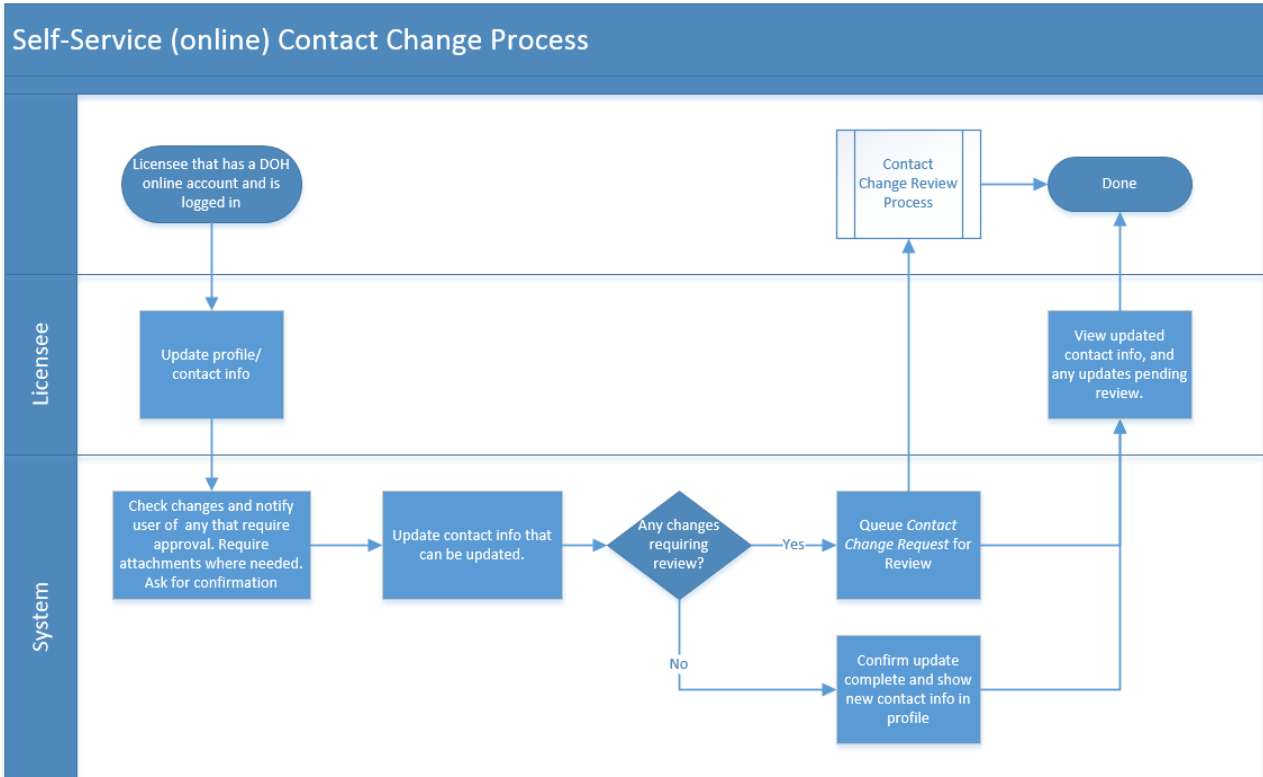 Self-Service (online) Contact Change Process
Licensee that has a DOH
online account and is
logged in
Contact
Change Review
Process
Done
Licensee
Update profile/
contact info
View updated
contact info, and
any updates pending
review.
System
Check changes and notify
user of any that require
approval. Require
attachments where needed.
Ask for confirmation
Update contact info that
can be updated.
Any changes
requiring
review?
Yes
Queue Contact
Change Request for
Review
No
Confirm update
complete and show
new contact info in
profile